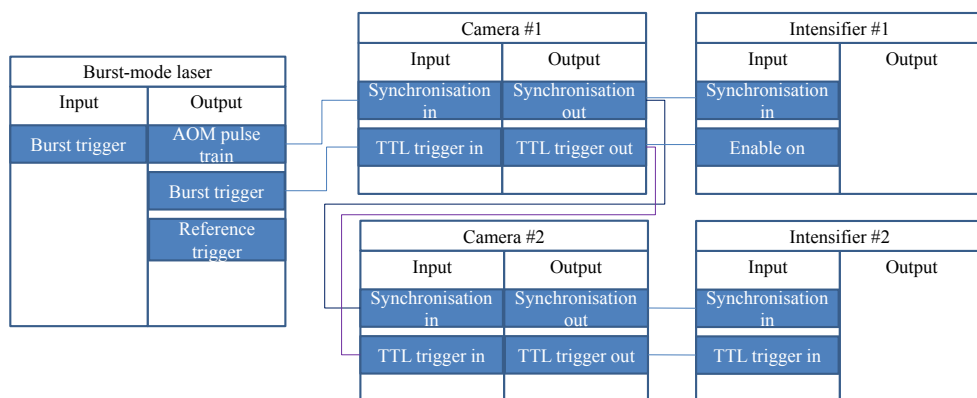 Camera #1
Input
Output
Synchronisation
in
Synchronisation
out
TTL trigger in
TTL trigger out
Intensifier #1
Input
Output
Synchronisation
in
Enable on
Burst-mode laser
Input
Output
Burst trigger
AOM pulse
train
Burst trigger
Reference
trigger
Camera #2
Input
Output
Synchronisation
in
Synchronisation
out
TTL trigger in
TTL trigger out
Intensifier #2
Input
Output
Synchronisation
in
TTL trigger in